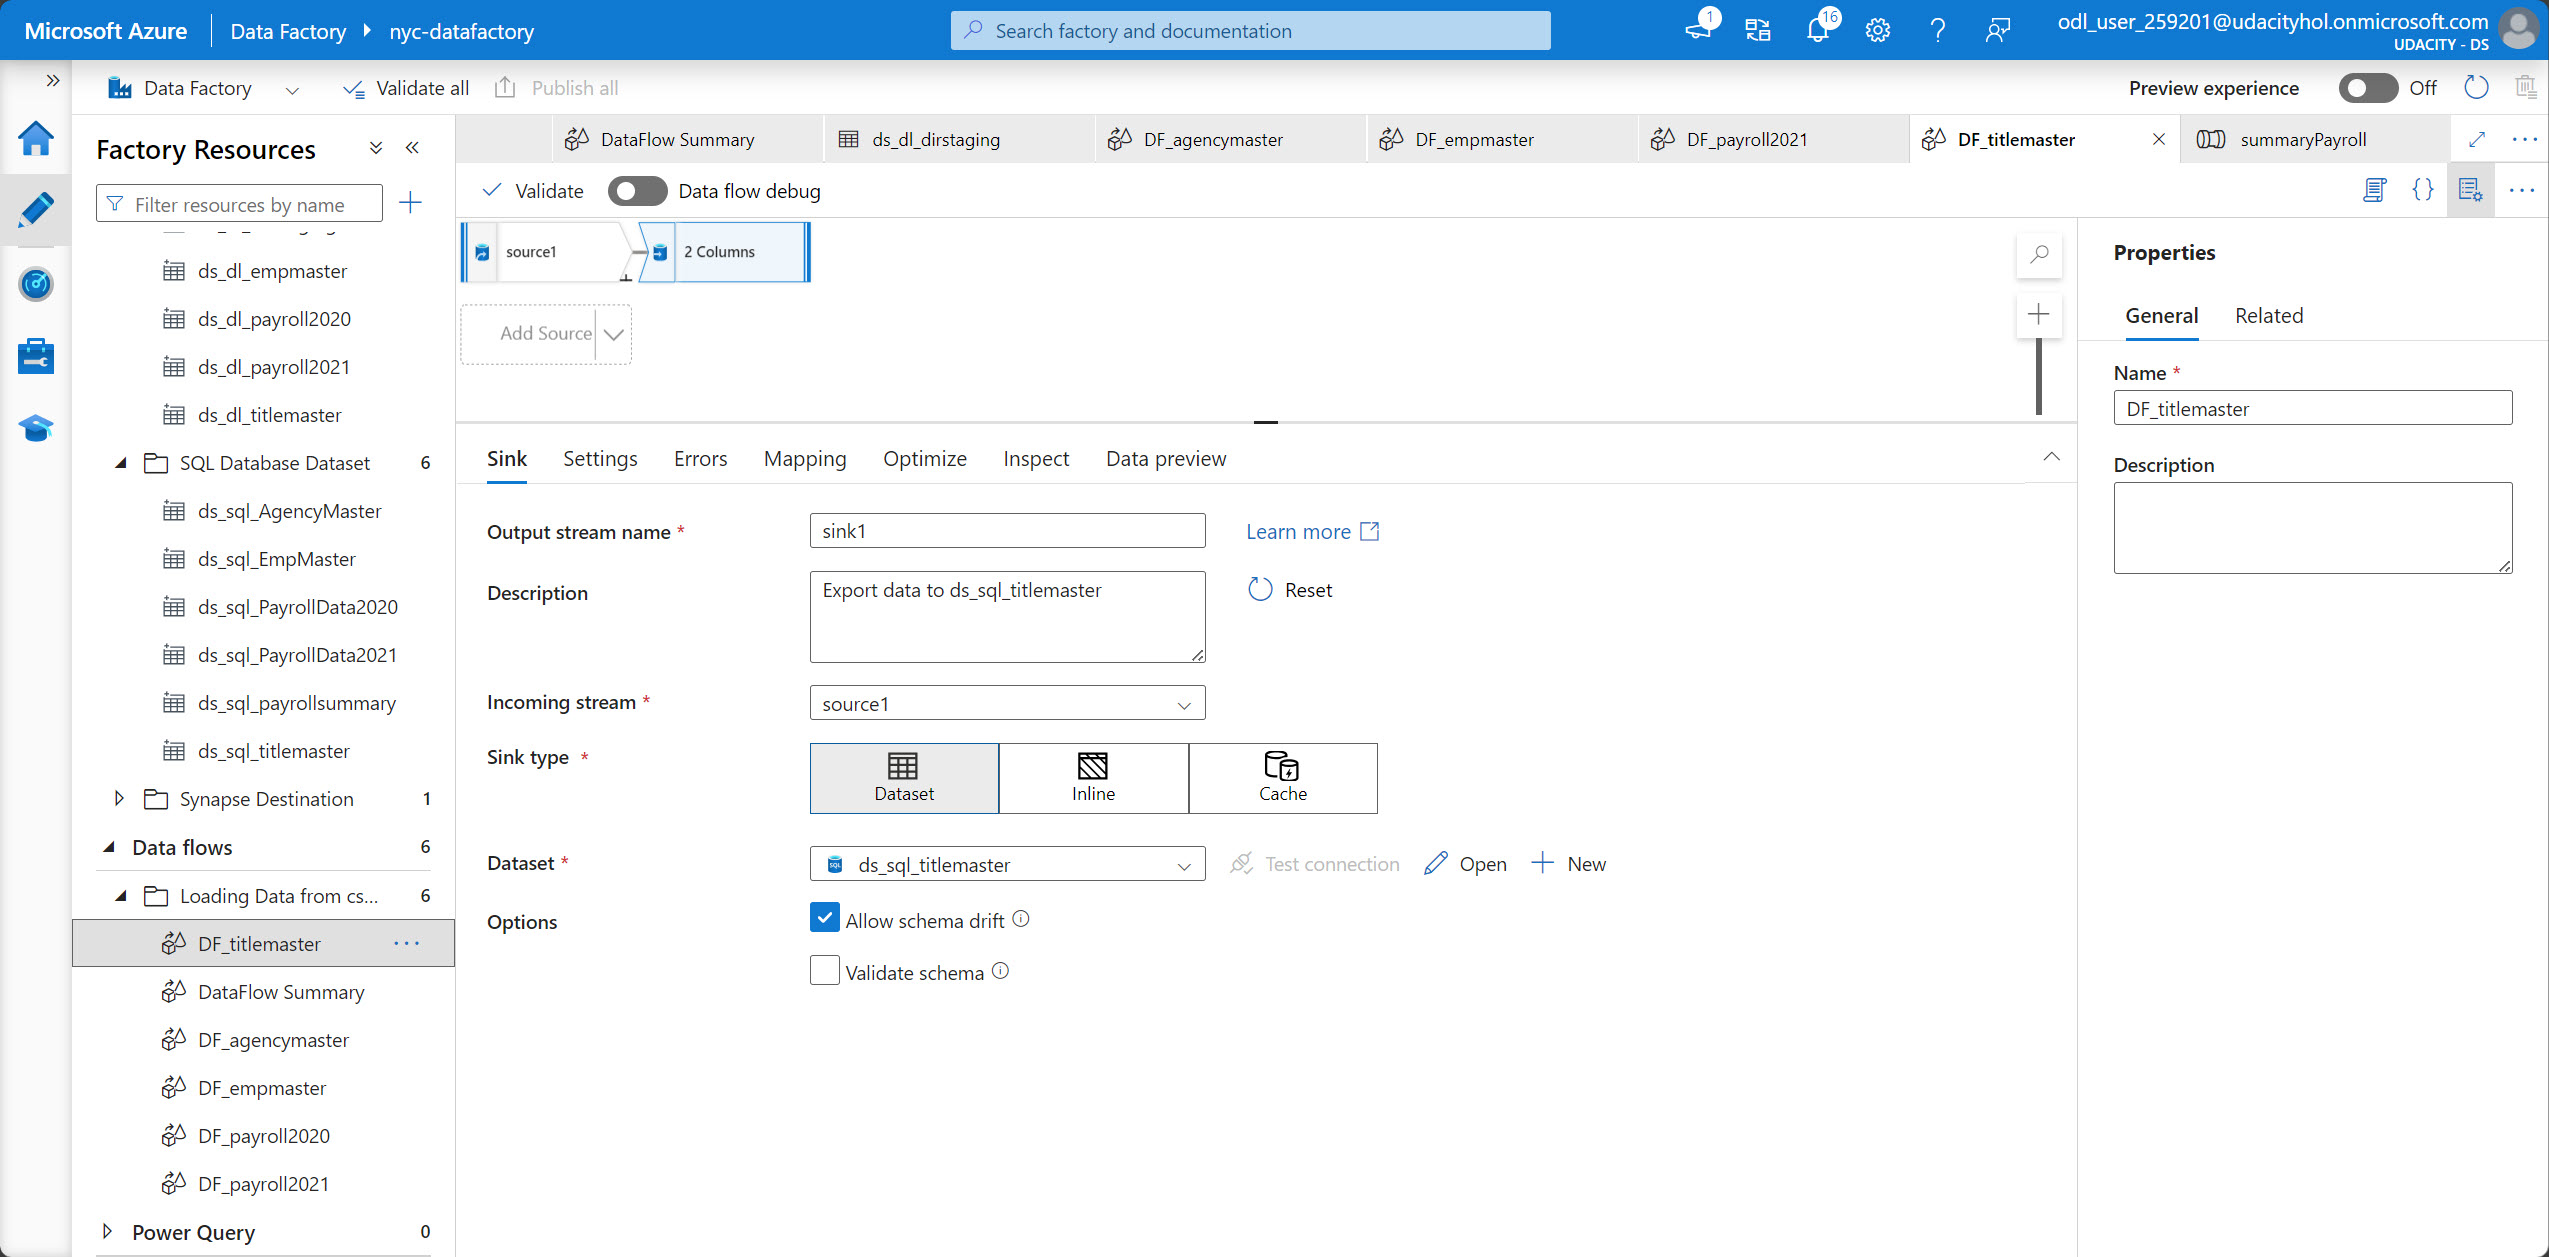 Microsoft Azure
Data Factory
nyc-datafactory
Search factory and documentation
1
16
odl_user_259201@udacityhol.onmicrosoft.com
UDACITY - DS
Data Factory
Validate all
Publish all
Preview experience
Off
Factory Resources
Filter resources by name
ds_dl_empmaster
ds_dl_payroll2020
ds_dl_payroll2021
ds_dl_titlemaster
SQL Database Dataset
6
ds_sql_AgencyMaster
ds_sql_EmpMaster
ds_sql_PayrollData2020
ds_sql_PayrollData2021
ds_sql_payrollsummary
ds_sql_titlemaster
Synapse Destination
1
Data flows
6
Loading Data from cs...
6
DF_titlemaster
DataFlow Summary
DF_agencymaster
DF_empmaster
DF_payroll2020
DF_payroll2021
Power Query
0
DataFlow Summary
ds_dl_dirstaging
DF_agencymaster
DF_empmaster
DF_payroll2021
DF_titlemaster
summaryPayroll
Validate
Data flow debug
source1
2 Columns
Add Source
Sink
Settings
Errors
Mapping
Optimize
Inspect
Data preview
Output stream name *
sink1
Learn more
Description
Export data to ds_sql_titlemaster
Reset
Incoming stream *
source1
Sink type *
Dataset
Inline
Cache
Dataset *
ds_sql_titlemaster
Test connection
Open
New
Options
Allow schema drift
Validate schema
Properties
General
Related
Name *
DF_titlemaster
Description